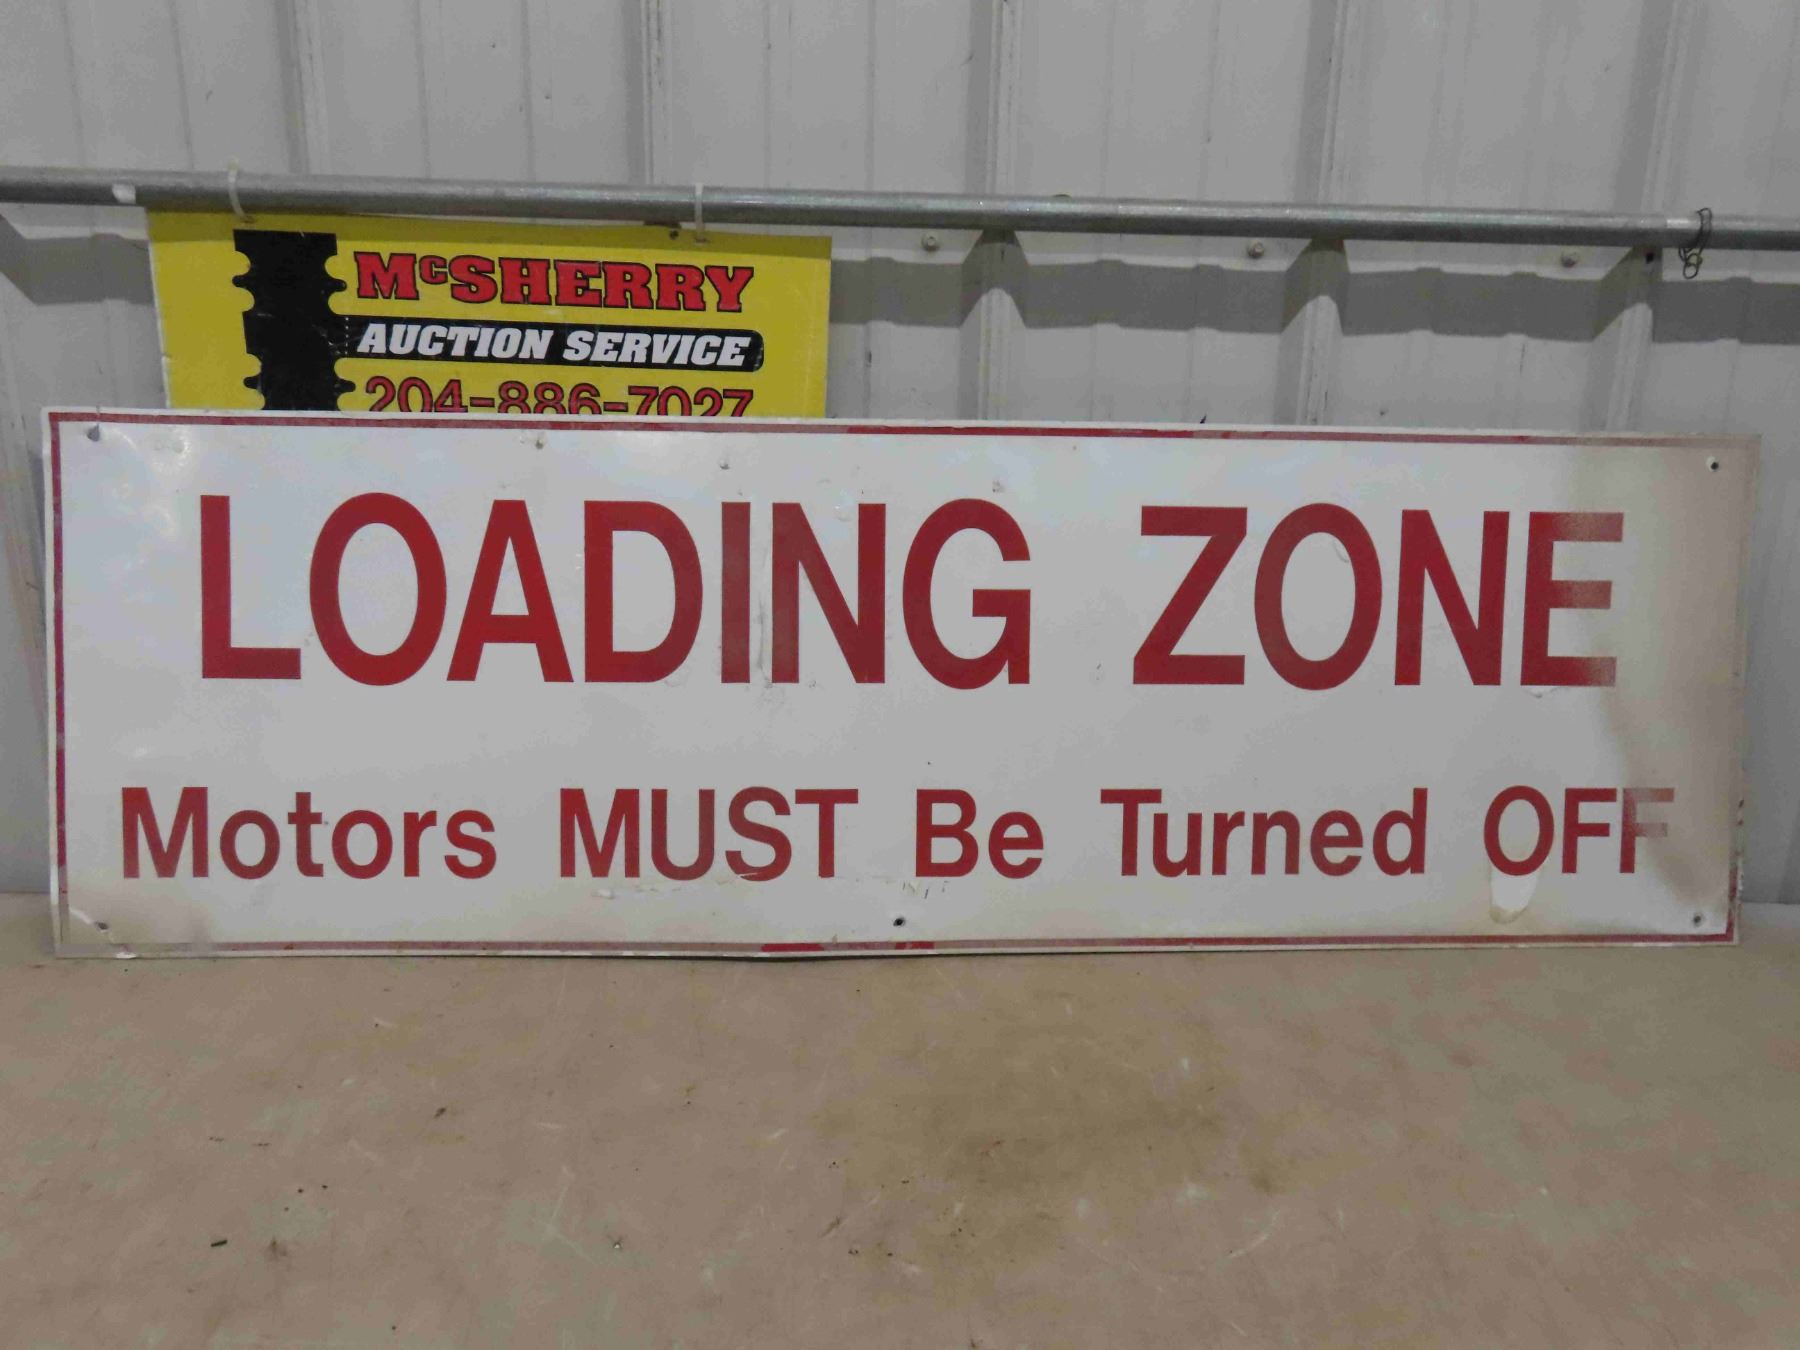 McSHERRY
AUCTION SERVICE
204-886-7027
LOADING ZONE
Motors MUST Be Turned OFF